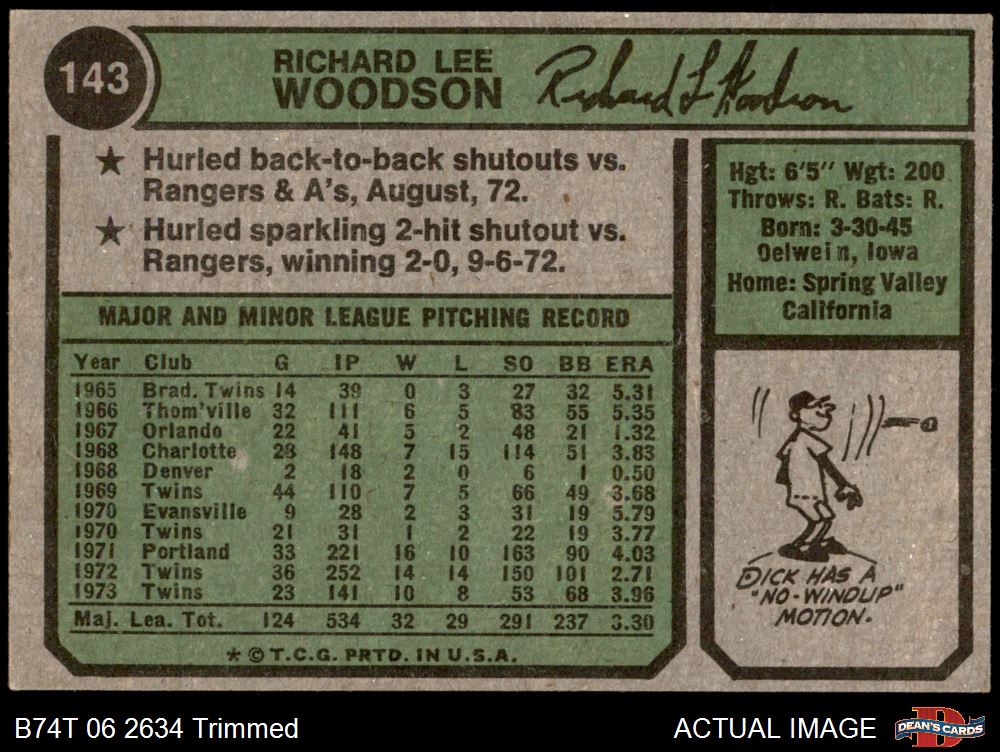 143
RICHARD LEE
WOODSON
Richard L Woodson
★ Hurled back-to-back shutouts vs.
Rangers & A's, August, 72.
★ Hurled sparkling 2-hit shutout vs.
Rangers, winning 2-0, 9-6-72.
Hgt: 6'5" Wgt: 200
Throws: R. Bats: R.
Born: 3-30-45
Oelwein, Iowa
Home: Spring Valley
California
MAJOR AND MINOR LEAGUE PITCHING RECORD
Year Club G IP W L SO BB ERA
1965 Brad. Twins 14 39 0 3 27 32 5.31
1966 Thom'ville 32 111 6 5 83 55 5.35
1967 Orlando 22 41 5 2 48 21 1.32
1968 Charlotte 28 148 7 15 114 51 3.83
1968 Denver 2 18 2 0 6 1 0.50
1969 Twins 44 110 7 5 66 49 3.68
1970 Evansville 9 28 2 3 31 19 5.79
1970 Twins 21 31 1 2 22 19 3.77
1971 Portland 33 221 16 10 163 90 4.03
1972 Twins 36 252 14 14 150 101 2.71
1973 Twins 23 141 10 8 53 68 3.96
Maj. Lea. Tot. 124 534 32 29 291 237 3.30
* © T.C.G. PRTD. IN U.S.A.
DICK HAS A
"NO-WINDUP"
MOTION.
B74T 06 2634 Trimmed
ACTUAL IMAGE
D
DEAN'S CARDS